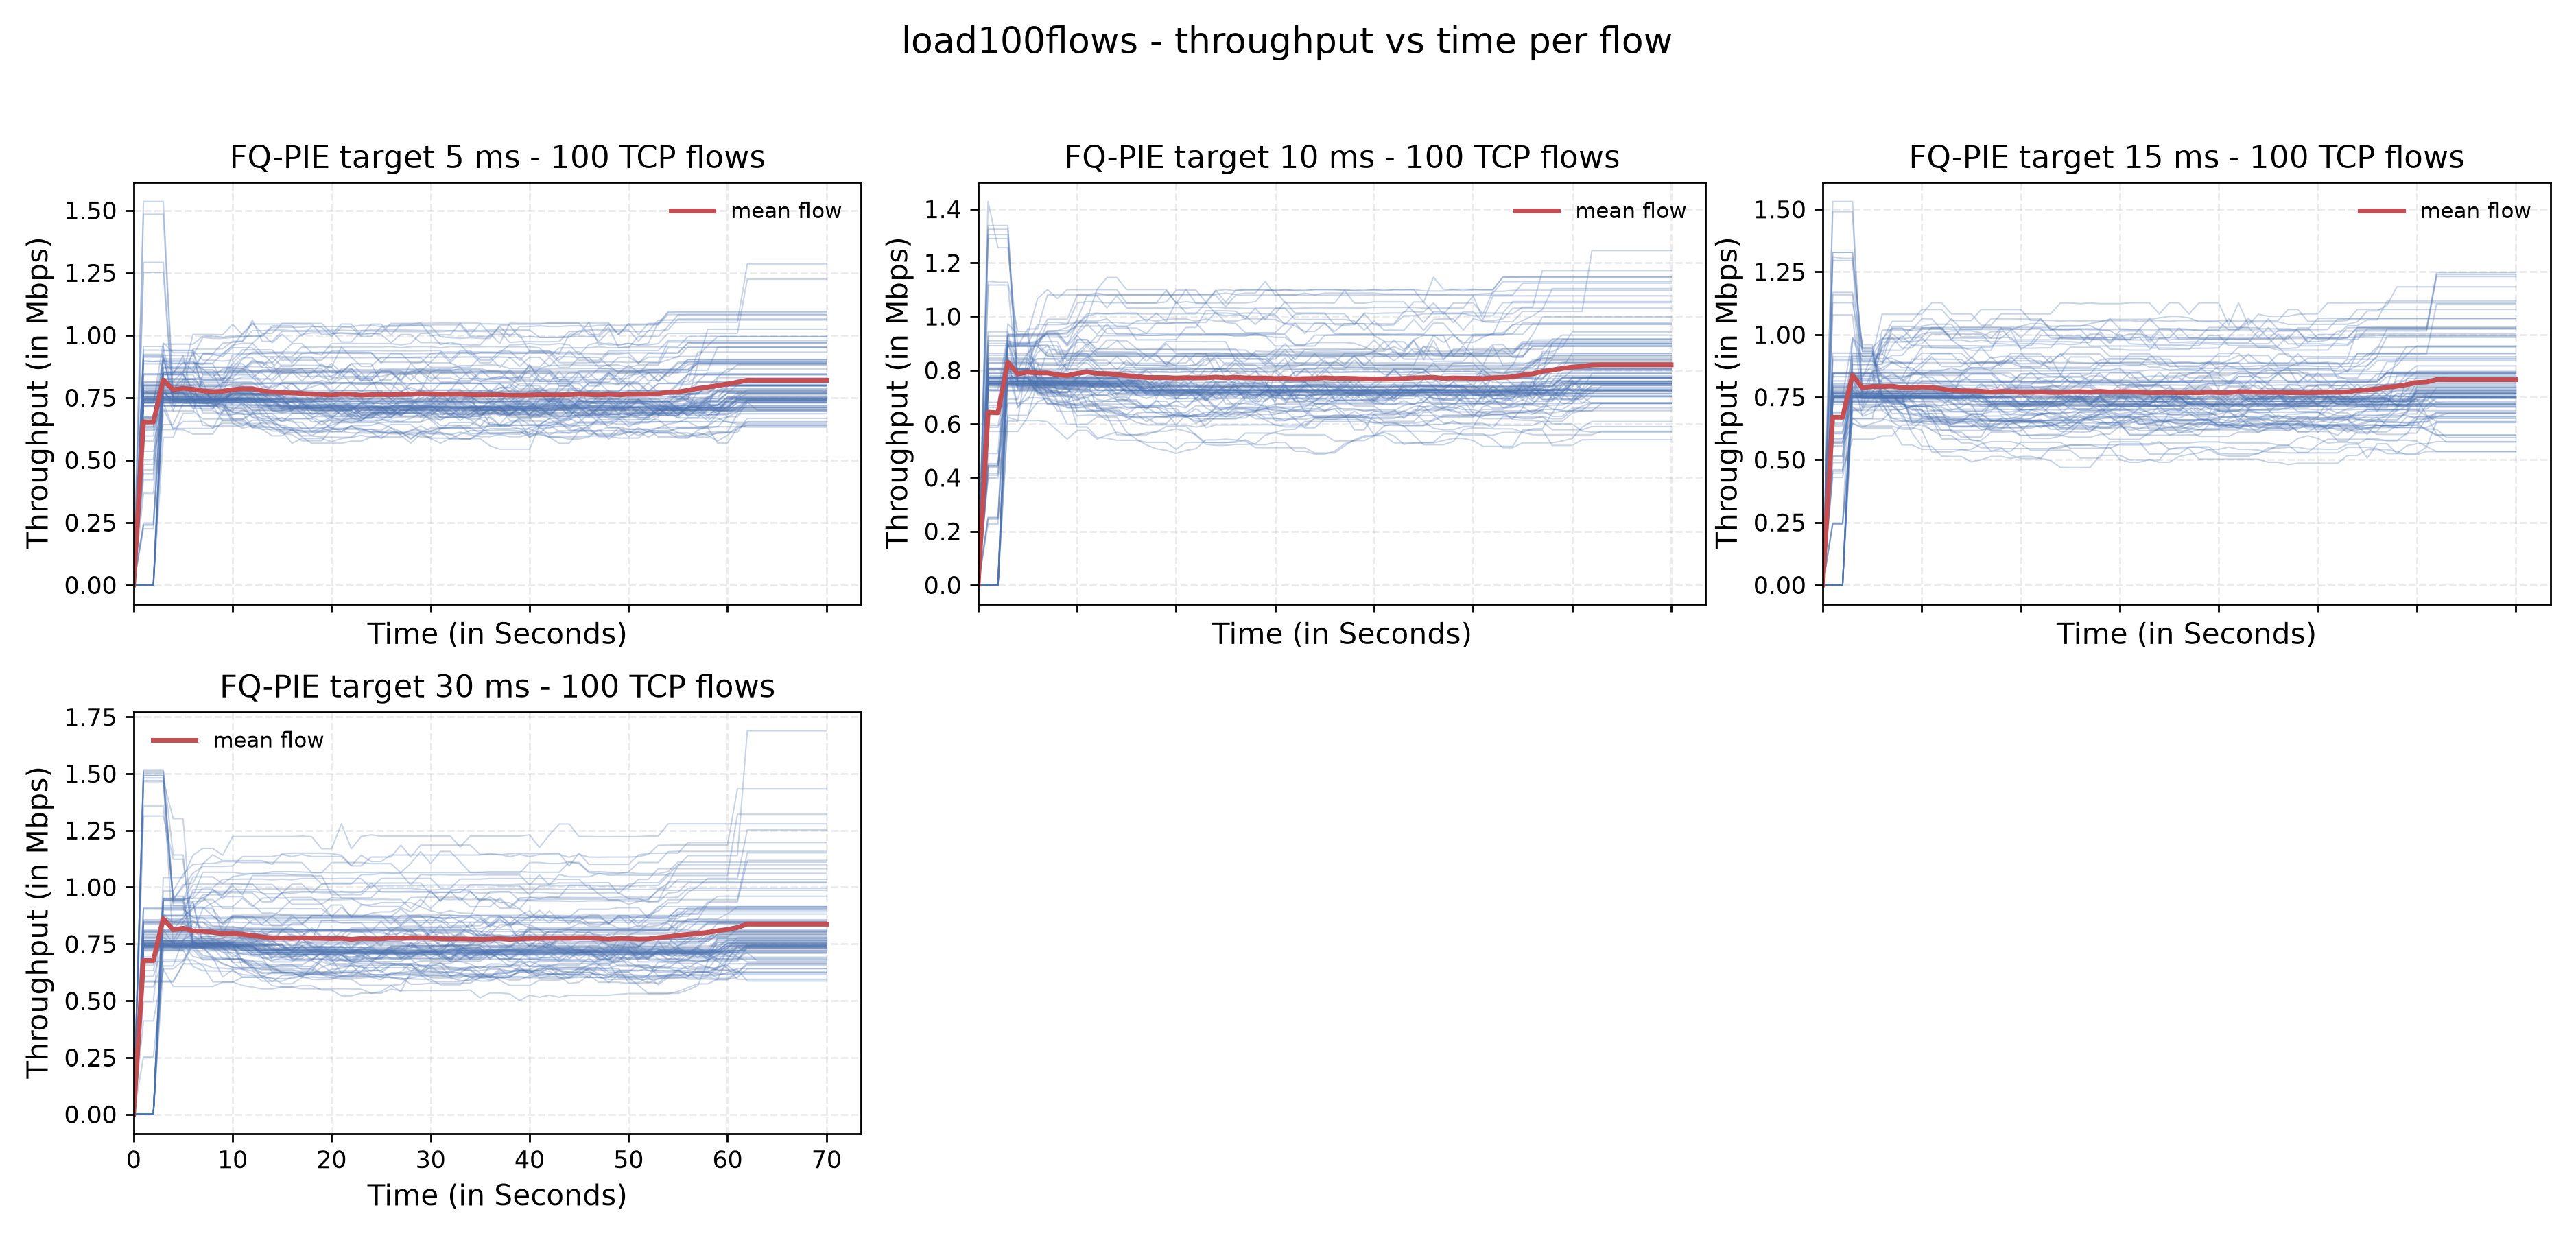 load100flows - throughput vs time per flow
FQ-PIE target 5 ms - 100 TCP flows
Throughput (in Mbps)
1.50
1.25
1.00
0.75
0.50
0.25
0.00
mean flow
Time (in Seconds)
FQ-PIE target 10 ms - 100 TCP flows
Throughput (in Mbps)
1.4
1.2
1.0
0.8
0.6
0.4
0.2
0.0
mean flow
Time (in Seconds)
FQ-PIE target 15 ms - 100 TCP flows
Throughput (in Mbps)
1.50
1.25
1.00
0.75
0.50
0.25
0.00
mean flow
Time (in Seconds)
FQ-PIE target 30 ms - 100 TCP flows
Throughput (in Mbps)
1.75
1.50
1.25
1.00
0.75
0.50
0.25
0.00
mean flow
0 10 20 30 40 50 60 70
Time (in Seconds)